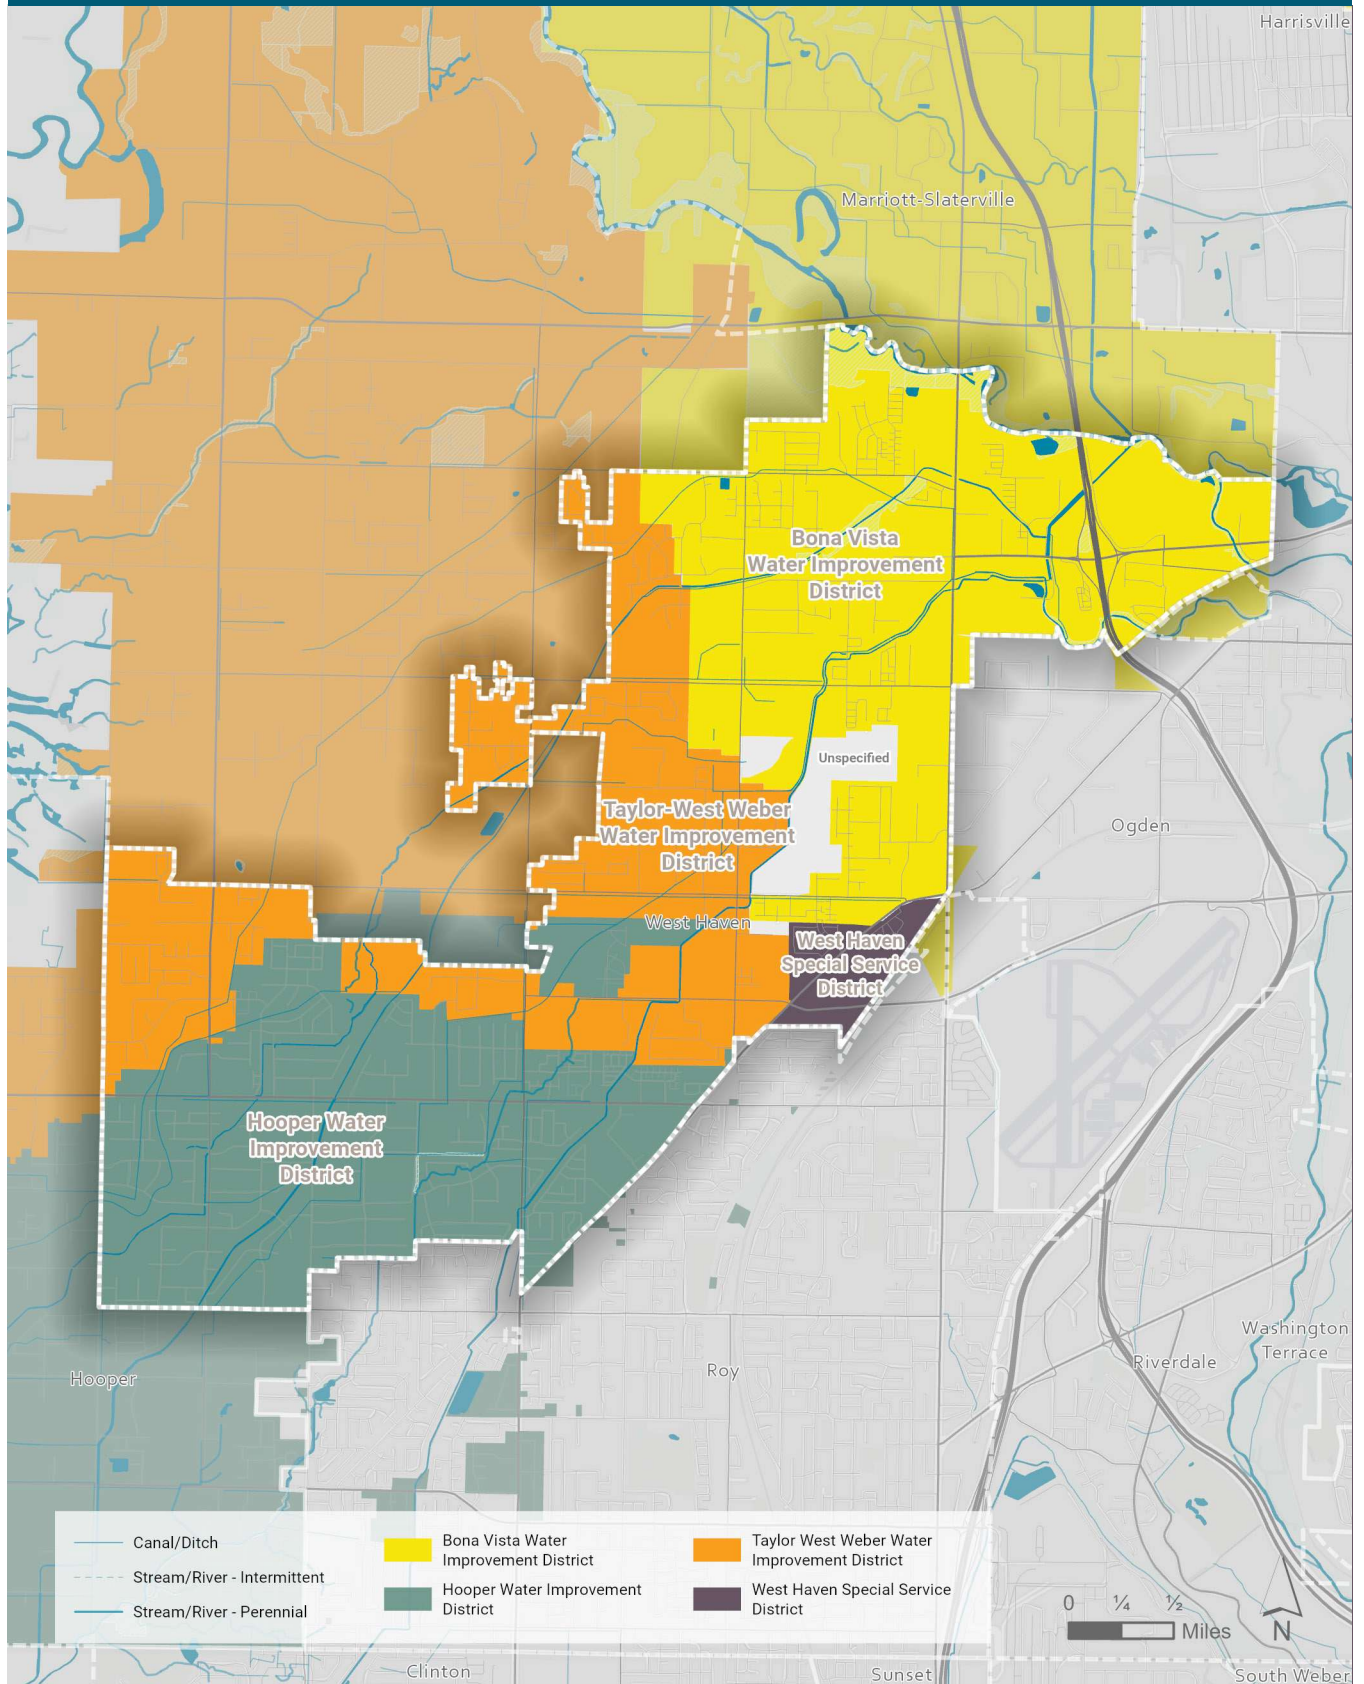 Harrisville
Marriott-Slaterville
Bona Vista
Water Improvement
District
Unspecified
Taylor-West Weber
Water Improvement
District
Ogden
West Haven
West Haven
Special Service
District
Hooper Water
Improvement
District
Hooper
Roy
Washington
Terrace
Riverdale
Canal/Ditch
Stream/River - Intermittent
Stream/River - Perennial
Bona Vista Water
Improvement District
Hooper Water Improvement
District
Taylor West Weber Water
Improvement District
West Haven Special Service
District
0 ¼ ½
Miles
N
Clinton
Sunset
South Weber